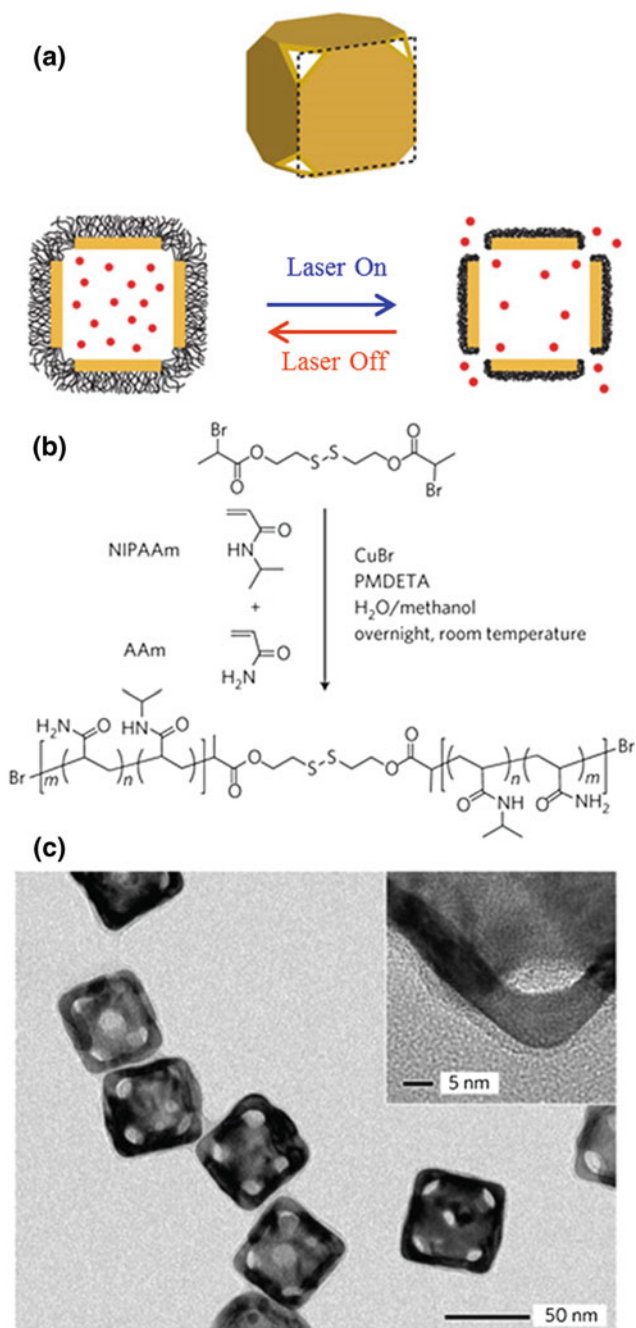 (a)
Laser On
Laser Off
(b)
Br
O
O
S
S
O
O
Br
NIPAAm
O
HN
+
AAm
O
H₂N
CuBr
PMDETA
H₂O/methanol
overnight, room temperature
H₂N
O
HN
O
Br
m
n
O
O
S
S
O
O
n
m
Br
O
NH
O
NH₂
(c)
5 nm
50 nm